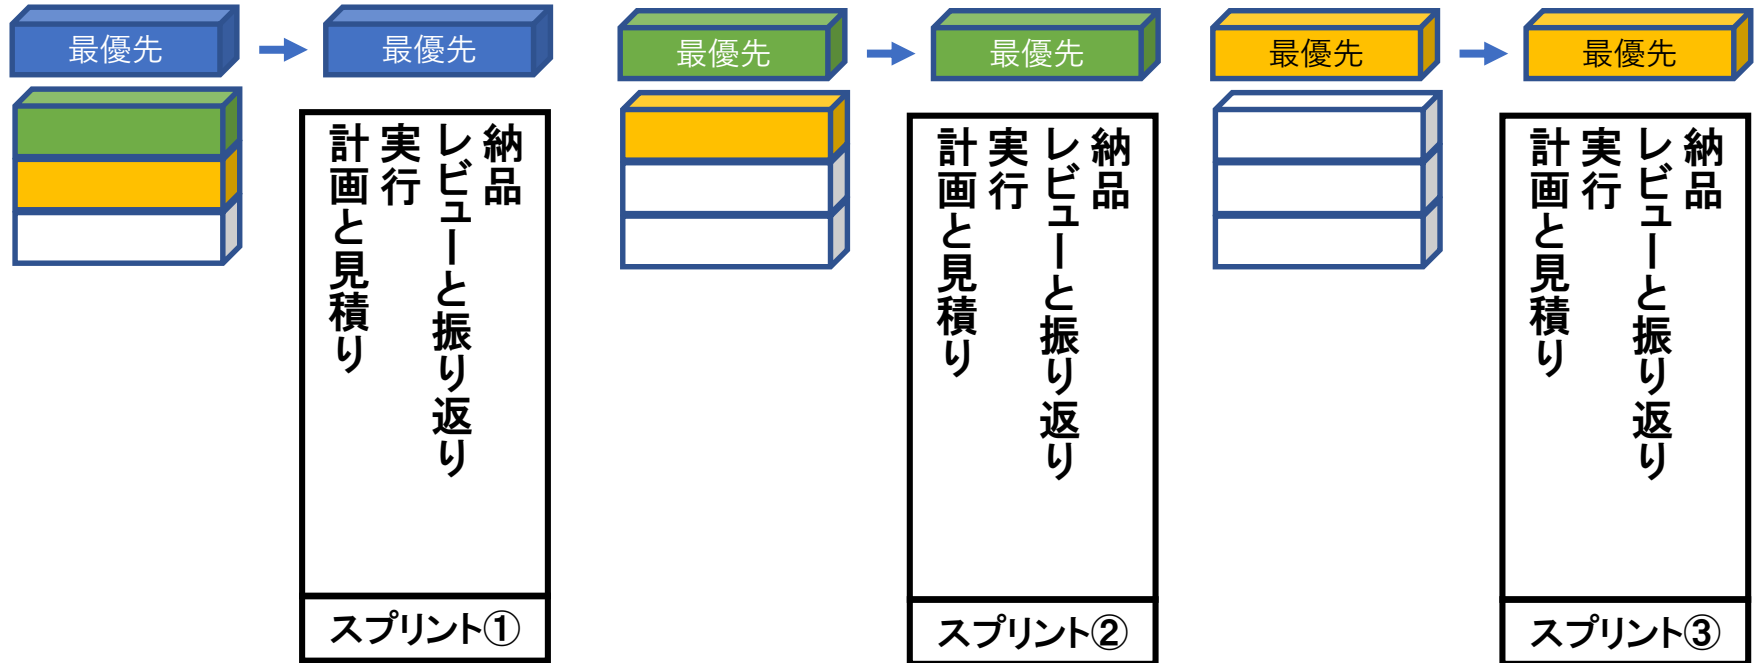 最優先
最優先
計画と見積り
実行
レビューと振り返り
納品
スプリント①
最優先
最優先
計画と見積り
実行
レビューと振り返り
納品
スプリント②
最優先
最優先
計画と見積り
実行
レビューと振り返り
納品
スプリント③